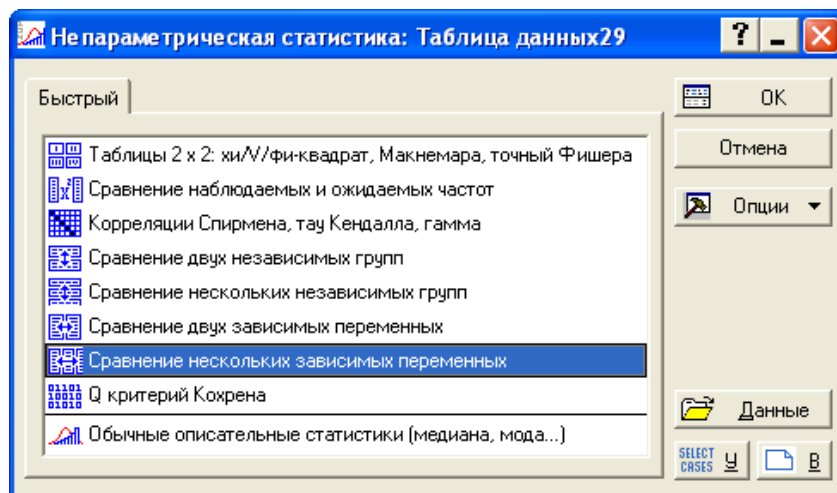 Непараметрическая статистика: Таблица данных29
Быстрый
Таблицы 2 x 2: хи/V/фи-квадрат, Макнемара, точный Фишера
Сравнение наблюдаемых и ожидаемых частот
Корреляции Спирмена, тау Кендалла, гамма
Сравнение двух независимых групп
Сравнение нескольких независимых групп
Сравнение двух зависимых переменных
Сравнение нескольких зависимых переменных
Q критерий Кохрена
Обычные описательные статистики (медиана, мода...)
OK
Отмена
Опции
Данные
SELECT CASES У
В